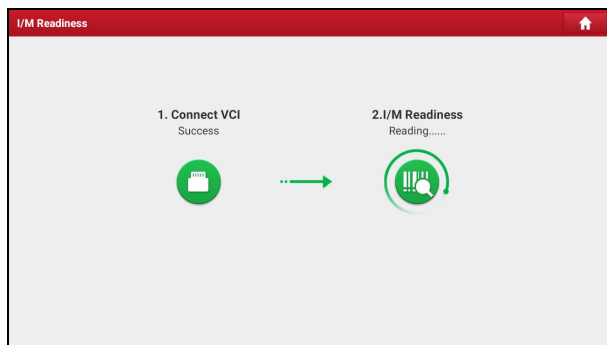 I/M Readiness
1. Connect VCI
Success
2.I/M Readiness
Reading......